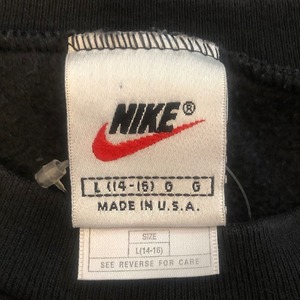 NIKE®
L (14-16) G G
MADE IN U.S.A.
SIZE
L(14-16)
SEE REVERSE FOR CARE